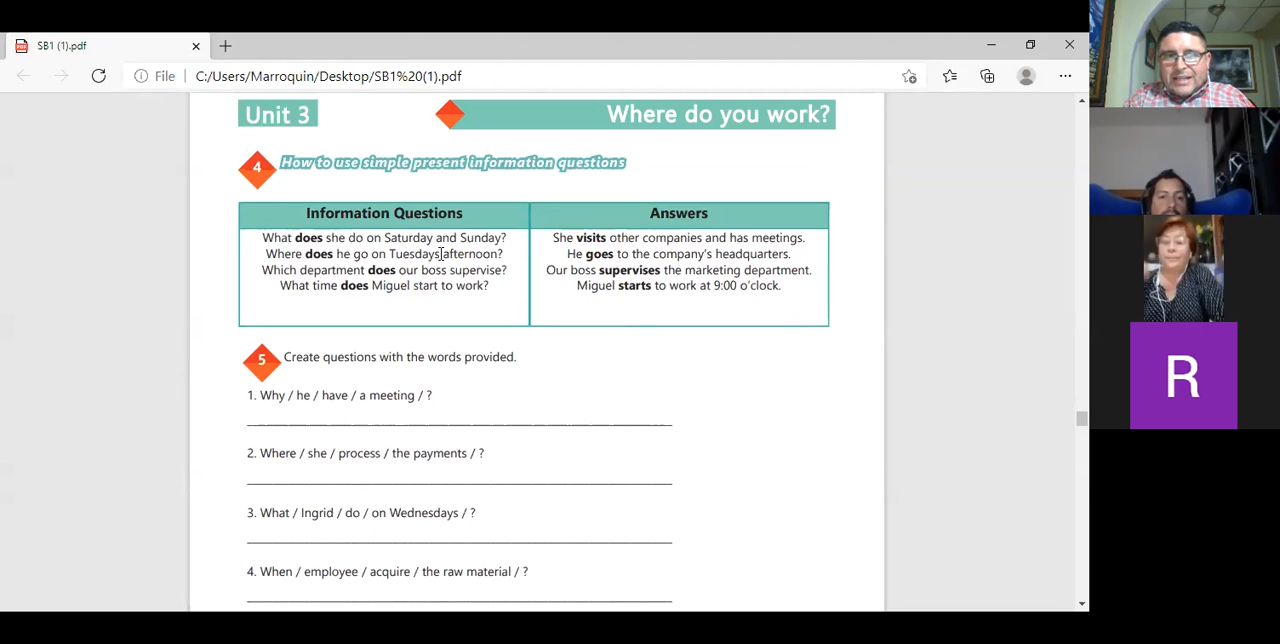 SB1 (1).pdf
File
C:/Users/Marroquin/Desktop/SB1%20(1).pdf
Unit 3
Where do you work?
4
How to use simple present information questions
Information Questions
Answers
What does she do on Saturday and Sunday?
She visits other companies and has meetings.
Where does he go on Tuesdays afternoon?
He goes to the company's headquarters.
Which department does our boss supervise?
Our boss supervises the marketing department.
What time does Miguel start to work?
Miguel starts to work at 9:00 o'clock.
5
Create questions with the words provided.
1. Why / he / have / a meeting / ?
2. Where / she / process / the payments / ?
3. What / Ingrid / do / on Wednesdays / ?
4. When / employee / acquire / the raw material / ?
R